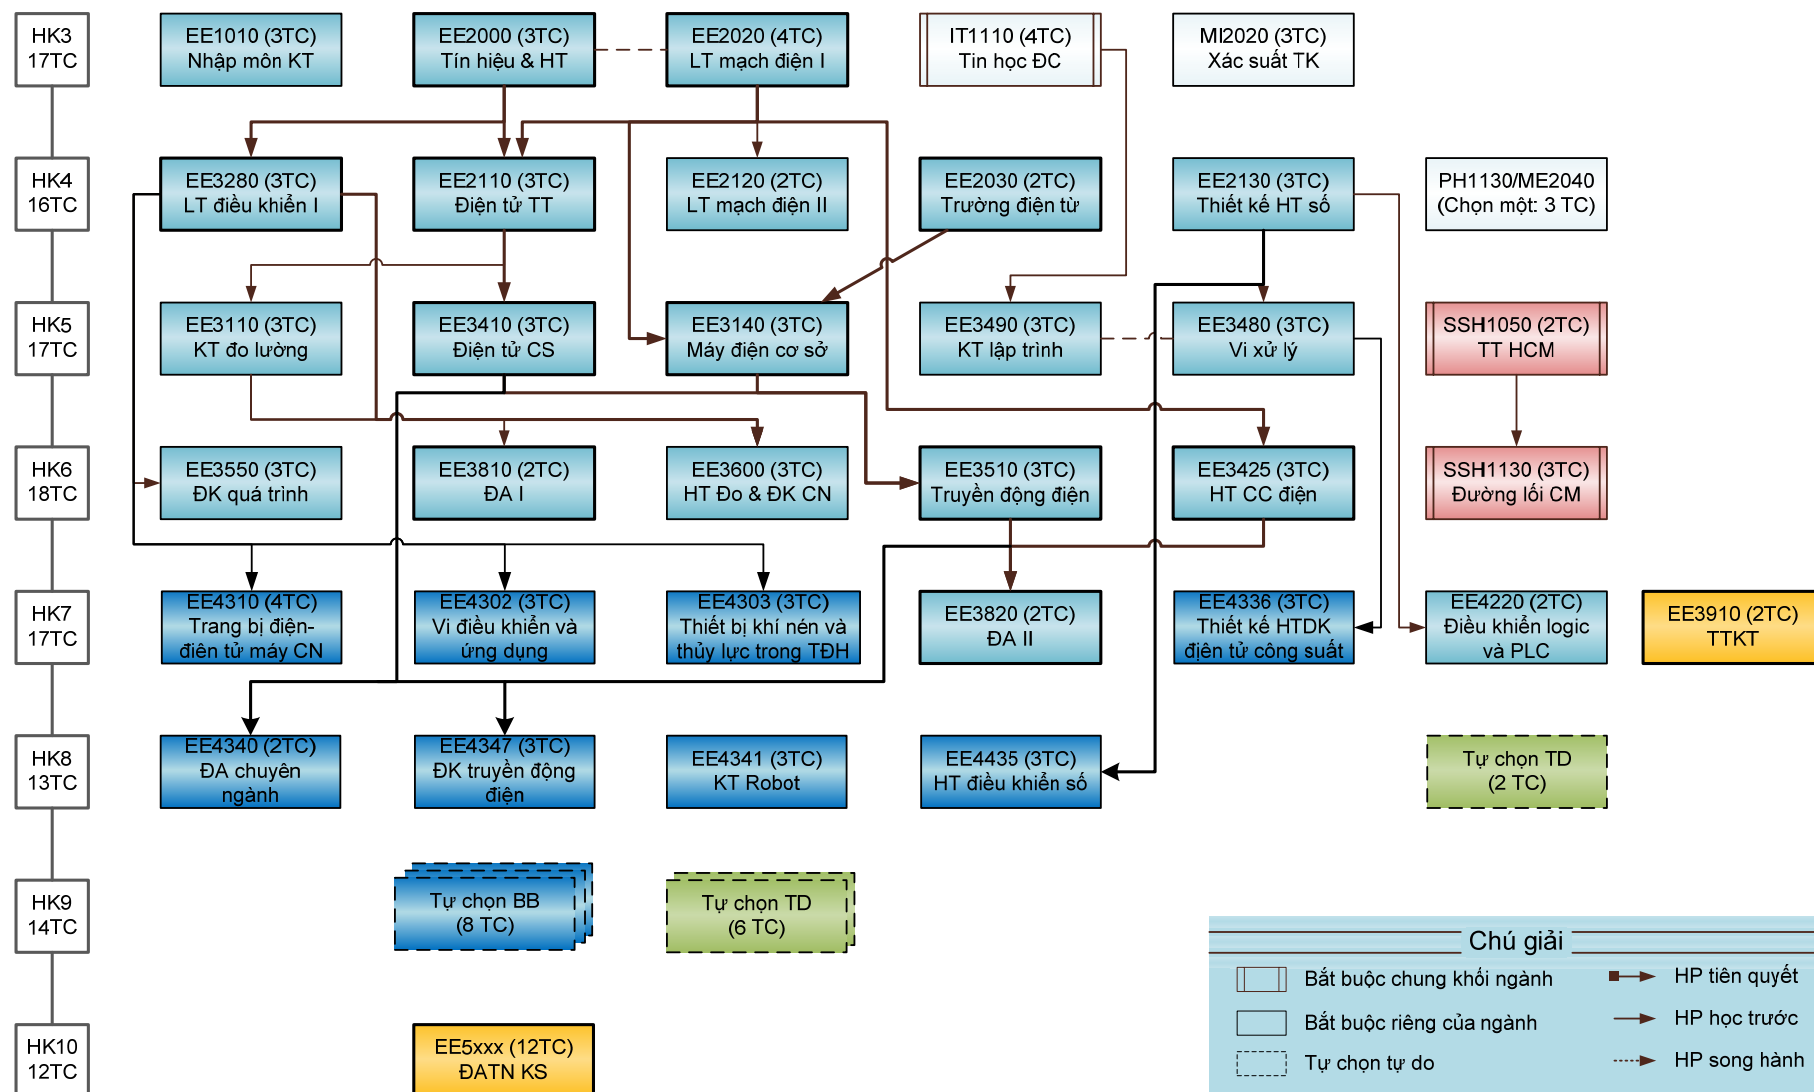 HK3
17TC
EE1010 (3TC)
Nhập môn KT
EE2000 (3TC)
Tín hiệu & HT
EE2020 (4TC)
LT mạch điện I
IT1110 (4TC)
Tin học ĐC
MI2020 (3TC)
Xác suất TK
HK4
16TC
EE3280 (3TC)
LT điều khiển I
EE2110 (3TC)
Điện tử TT
EE2120 (2TC)
LT mạch điện II
EE2030 (2TC)
Trường điện từ
EE2130 (3TC)
Thiết kế HT số
PH1130/ME2040
(Chọn một: 3 TC)
HK5
17TC
EE3110 (3TC)
KT đo lường
EE3410 (3TC)
Điện tử CS
EE3140 (3TC)
Máy điện cơ sở
EE3490 (3TC)
KT lập trình
EE3480 (3TC)
Vi xử lý
SSH1050 (2TC)
TT HCM
HK6
18TC
EE3550 (3TC)
ĐK quá trình
EE3810 (2TC)
ĐA I
EE3600 (3TC)
HT Đo & ĐK CN
EE3510 (3TC)
Truyền động điện
EE3425 (3TC)
HT CC điện
SSH1130 (3TC)
Đường lối CM
HK7
17TC
EE4310 (4TC)
Trang bị điện-
điên tử máy CN
EE4302 (3TC)
Vi điều khiển và
ứng dụng
EE4303 (3TC)
Thiết bị khí nén và
thủy lực trong TĐH
EE3820 (2TC)
ĐA II
EE4336 (3TC)
Thiết kế HTDK
điện tử công suất
EE4220 (2TC)
Điều khiển logic
và PLC
EE3910 (2TC)
TTKT
HK8
13TC
EE4340 (2TC)
ĐA chuyên
ngành
EE4347 (3TC)
ĐK truyền động
điện
EE4341 (3TC)
KT Robot
EE4435 (3TC)
HT điều khiển số
Tự chọn TD
(2 TC)
HK9
14TC
Tự chọn BB
(8 TC)
Tự chọn TD
(6 TC)
HK10
12TC
EE5xxx (12TC)
ĐATN KS
Chú giải
Bắt buộc chung khối ngành
HP tiên quyết
Bắt buộc riêng của ngành
HP học trước
Tự chọn tự do
HP song hành